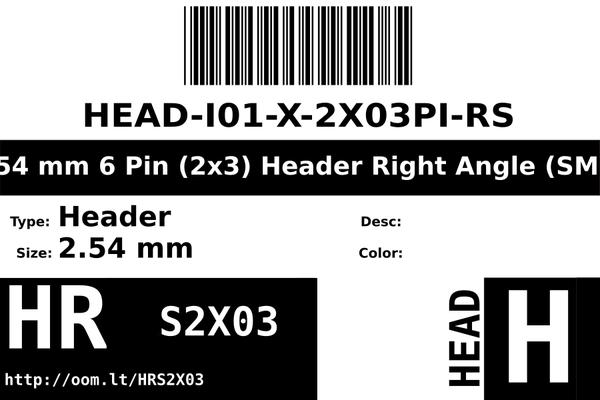 HEAD-I01-X-2X03PI-RS
54 mm 6 Pin (2x3) Header Right Angle (SM
Type: Header
Desc:
Size: 2.54 mm
Color:
HR
S2X03
http://oom.lt/HRS2X03
HEAD
H